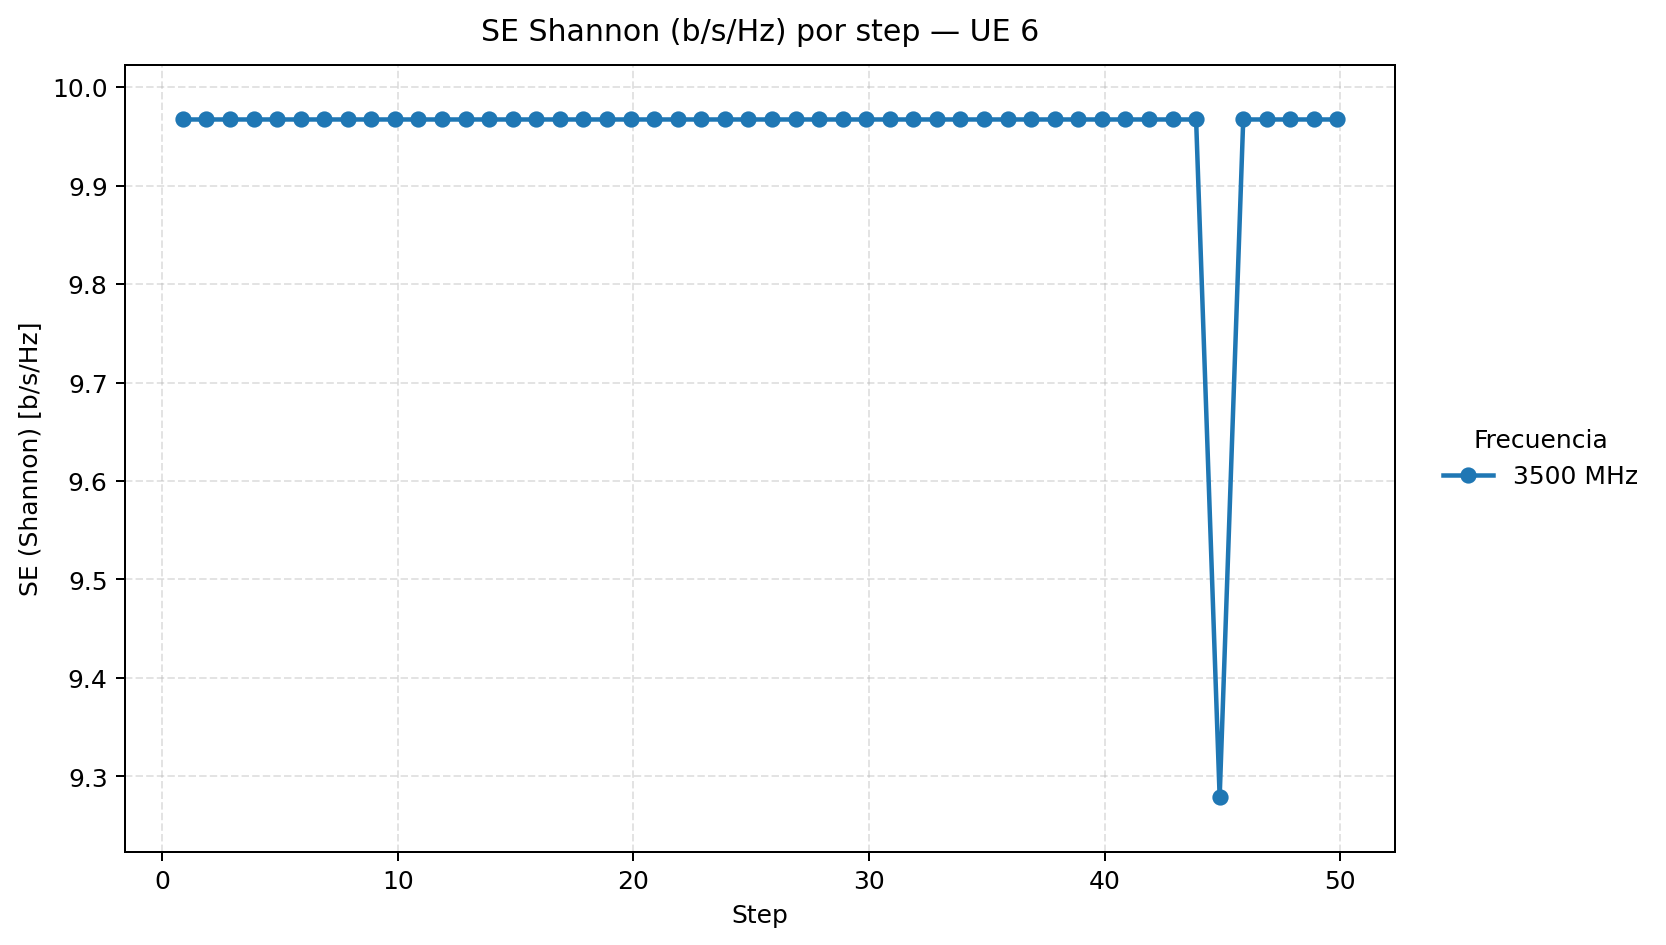 SE Shannon (b/s/Hz) por step — UE 6
10.0
9.9
9.8
9.7
9.6
9.5
9.4
9.3
SE (Shannon) [b/s/Hz]
0 10 20 30 40 50
Step
Frecuencia
3500 MHz